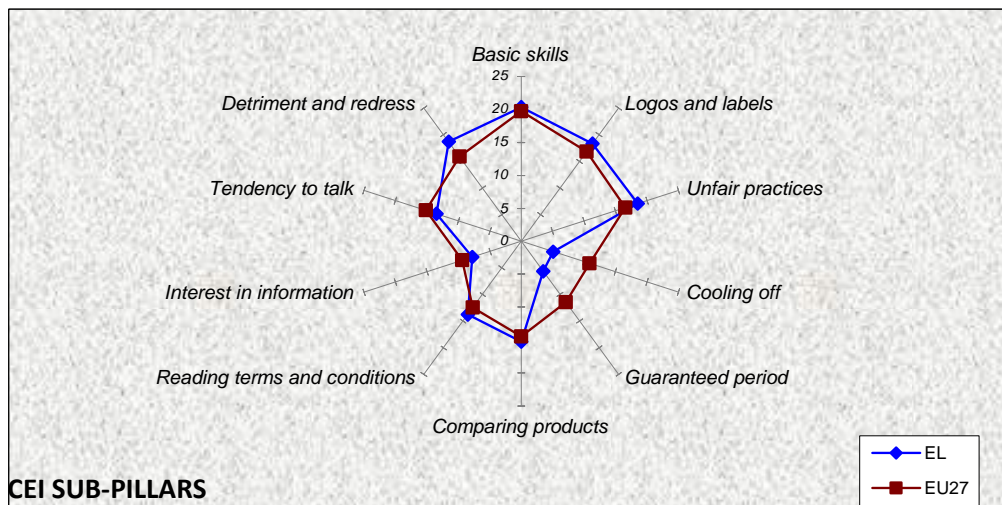 Basic skills
25
Detriment and redress
20
Logos and labels
15
Tendency to talk
10
Unfair practices
5
0
Interest in information
Cooling off
Reading terms and conditions
Guaranteed period
Comparing products
EL
EU27
CEI SUB-PILLARS